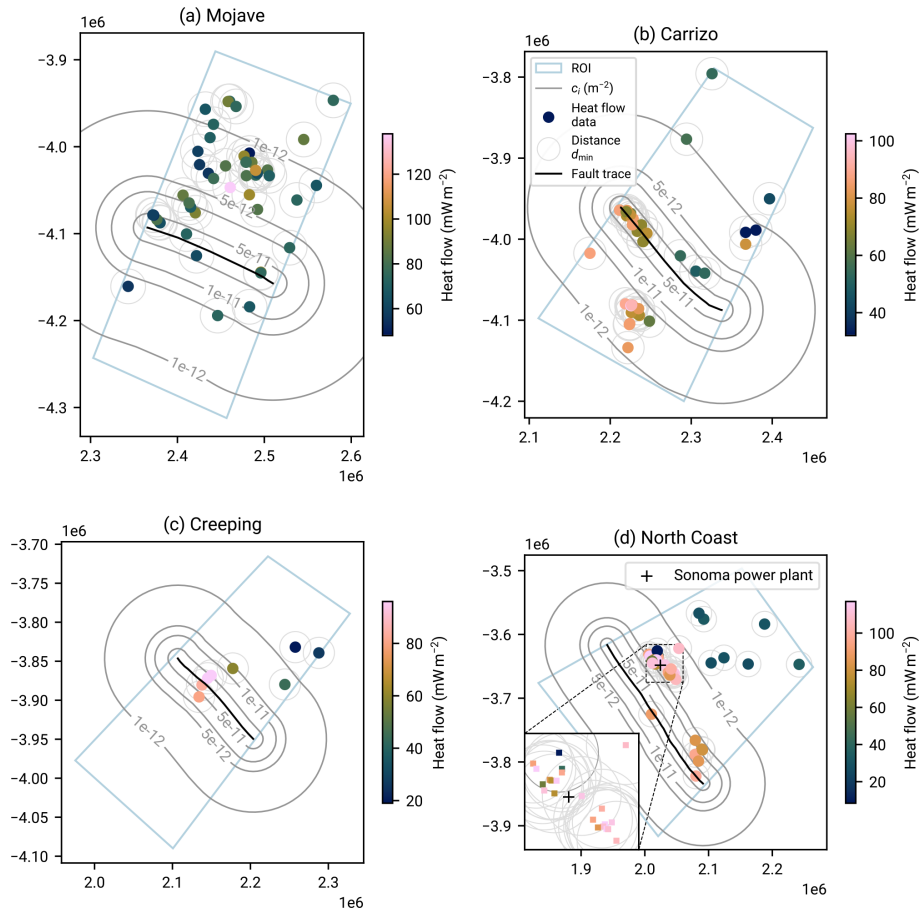 (a) Mojave
1e6
−3.9
−4.0
−4.1
−4.2
−4.3
2.3
2.4
2.5
2.6
1e6
1e-12
5e-12
5e-11
1e-11
1e-12
120
100
80
60
Heat flow (mW m⁻²)
(b) Carrizo
1e6
−3.8
−3.9
−4.0
−4.1
−4.2
2.1
2.2
2.3
2.4
1e6
ROI
cᵢ (m⁻²)
Heat flow
data
Distance
dₘᵢₙ
Fault trace
5e-12
1e-11
5e-11
1e-12
1e-12
100
80
60
40
Heat flow (mW m⁻²)
(c) Creeping
1e6
−3.70
−3.75
−3.80
−3.85
−3.90
−3.95
−4.00
−4.05
−4.10
2.0
2.1
2.2
2.3
1e6
1e-11
5e-11
5e-12
1e-12
80
60
40
20
Heat flow (mW m⁻²)
(d) North Coast
1e6
−3.5
−3.6
−3.7
−3.8
−3.9
1.9
2.0
2.1
2.2
1e6
Sonoma power plant
5e-11
5e-12
1e-12
1e-11
100
80
60
40
20
Heat flow (mW m⁻²)